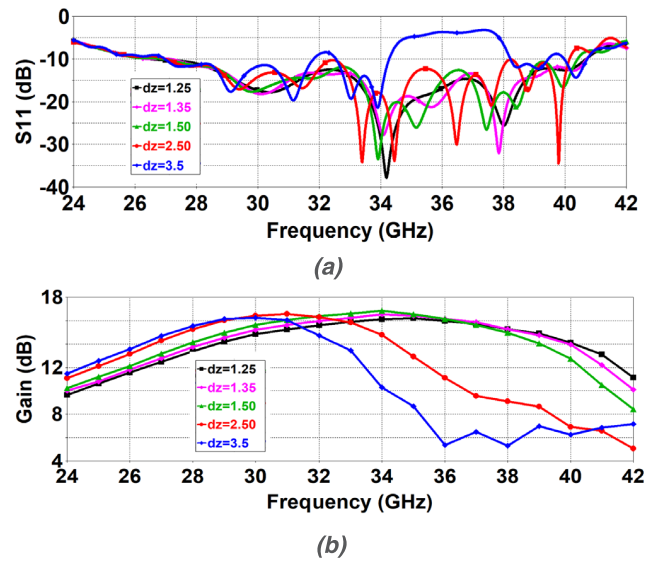 0
-10
-20
-30
-40
S11 (dB)
dz=1.25
dz=1.35
dz=1.50
dz=2.50
dz=3.5
24 26 28 30 32 34 36 38 40 42
Frequency (GHz)
(a)
18
12
8
4
Gain (dB)
dz=1.25
dz=1.35
dz=1.50
dz=2.50
dz=3.5
24 26 28 30 32 34 36 38 40 42
Frequency (GHz)
(b)